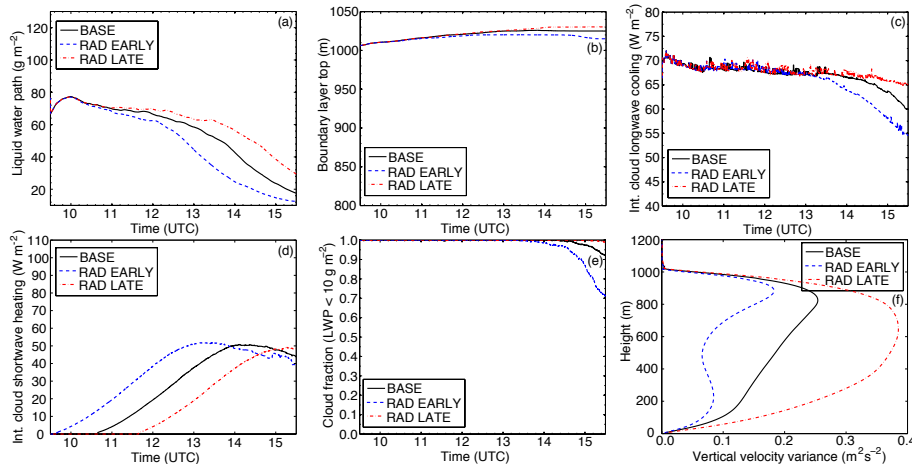 (a)
Liquid water path (g m⁻²)
120
100
80
60
40
20
BASE
RAD EARLY
RAD LATE
10 11 12 13 14 15
Time (UTC)
(b)
Boundary layer top (m)
1050
1000
950
900
850
800
BASE
RAD EARLY
RAD LATE
10 11 12 13 14 15
Time (UTC)
(c)
Int. cloud longwave cooling (W m⁻²)
80
75
70
65
60
55
50
45
40
BASE
RAD EARLY
RAD LATE
10 11 12 13 14 15
Time (UTC)
(d)
Int. cloud shortwave heating (W m⁻²)
110
100
90
80
70
60
50
40
30
20
10
0
BASE
RAD EARLY
RAD LATE
10 11 12 13 14 15
Time (UTC)
(e)
Cloud fraction (LWP < 10 g m⁻²)
1.0
0.9
0.8
0.7
0.6
0.5
0.4
0.3
0.2
0.1
0.0
BASE
RAD EARLY
RAD LATE
10 11 12 13 14 15
Time (UTC)
(f)
Height (m)
1200
1000
800
600
400
200
0
BASE
RAD EARLY
RAD LATE
0.0 0.1 0.2 0.3 0.4
Vertical velocity variance (m²s⁻²)